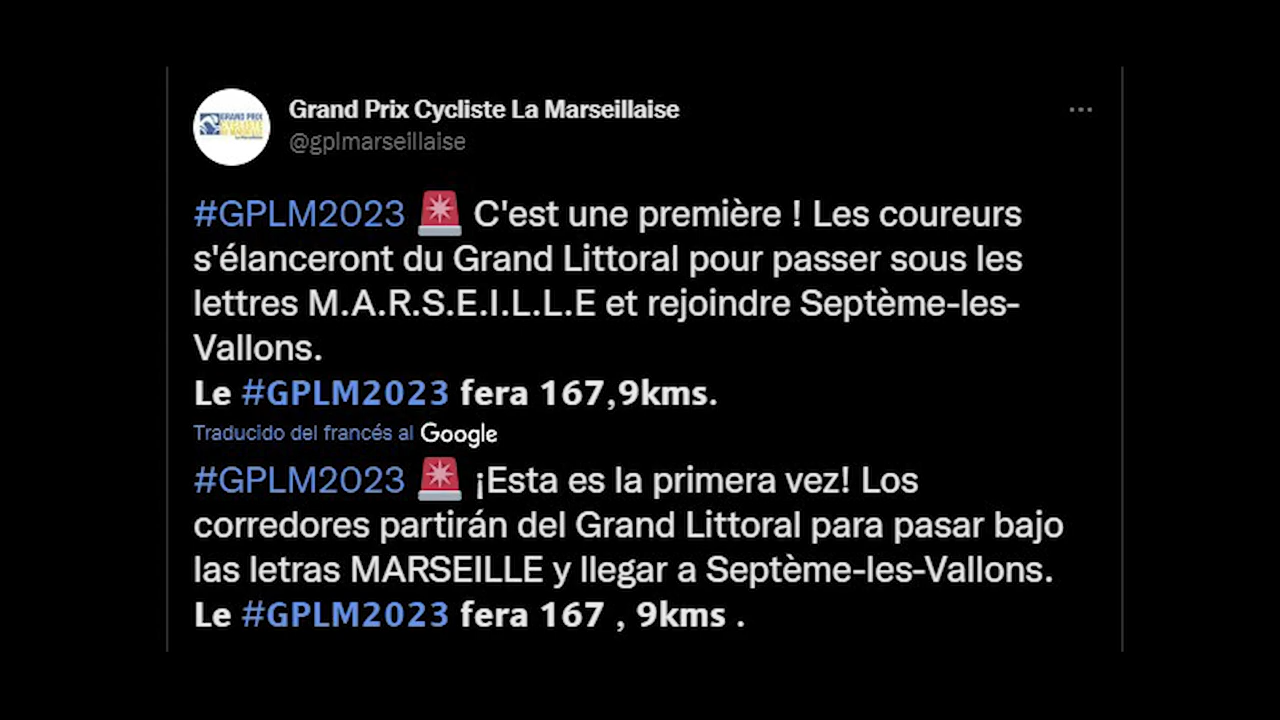 Grand Prix Cycliste La Marseillaise
@gplmarseillaise
#GPLM2023 🚨 C'est une première ! Les coureurs
s'élanceront du Grand Littoral pour passer sous les
lettres M.A.R.S.E.I.L.L.E et rejoindre Septème-les-
Vallons.
Le #GPLM2023 fera 167,9kms.
Traducido del francés al Google
#GPLM2023 🚨 ¡Esta es la primera vez! Los
corredores partirán del Grand Littoral para pasar bajo
las letras MARSEILLE y llegar a Septème-les-Vallons.
Le #GPLM2023 fera 167 , 9kms .